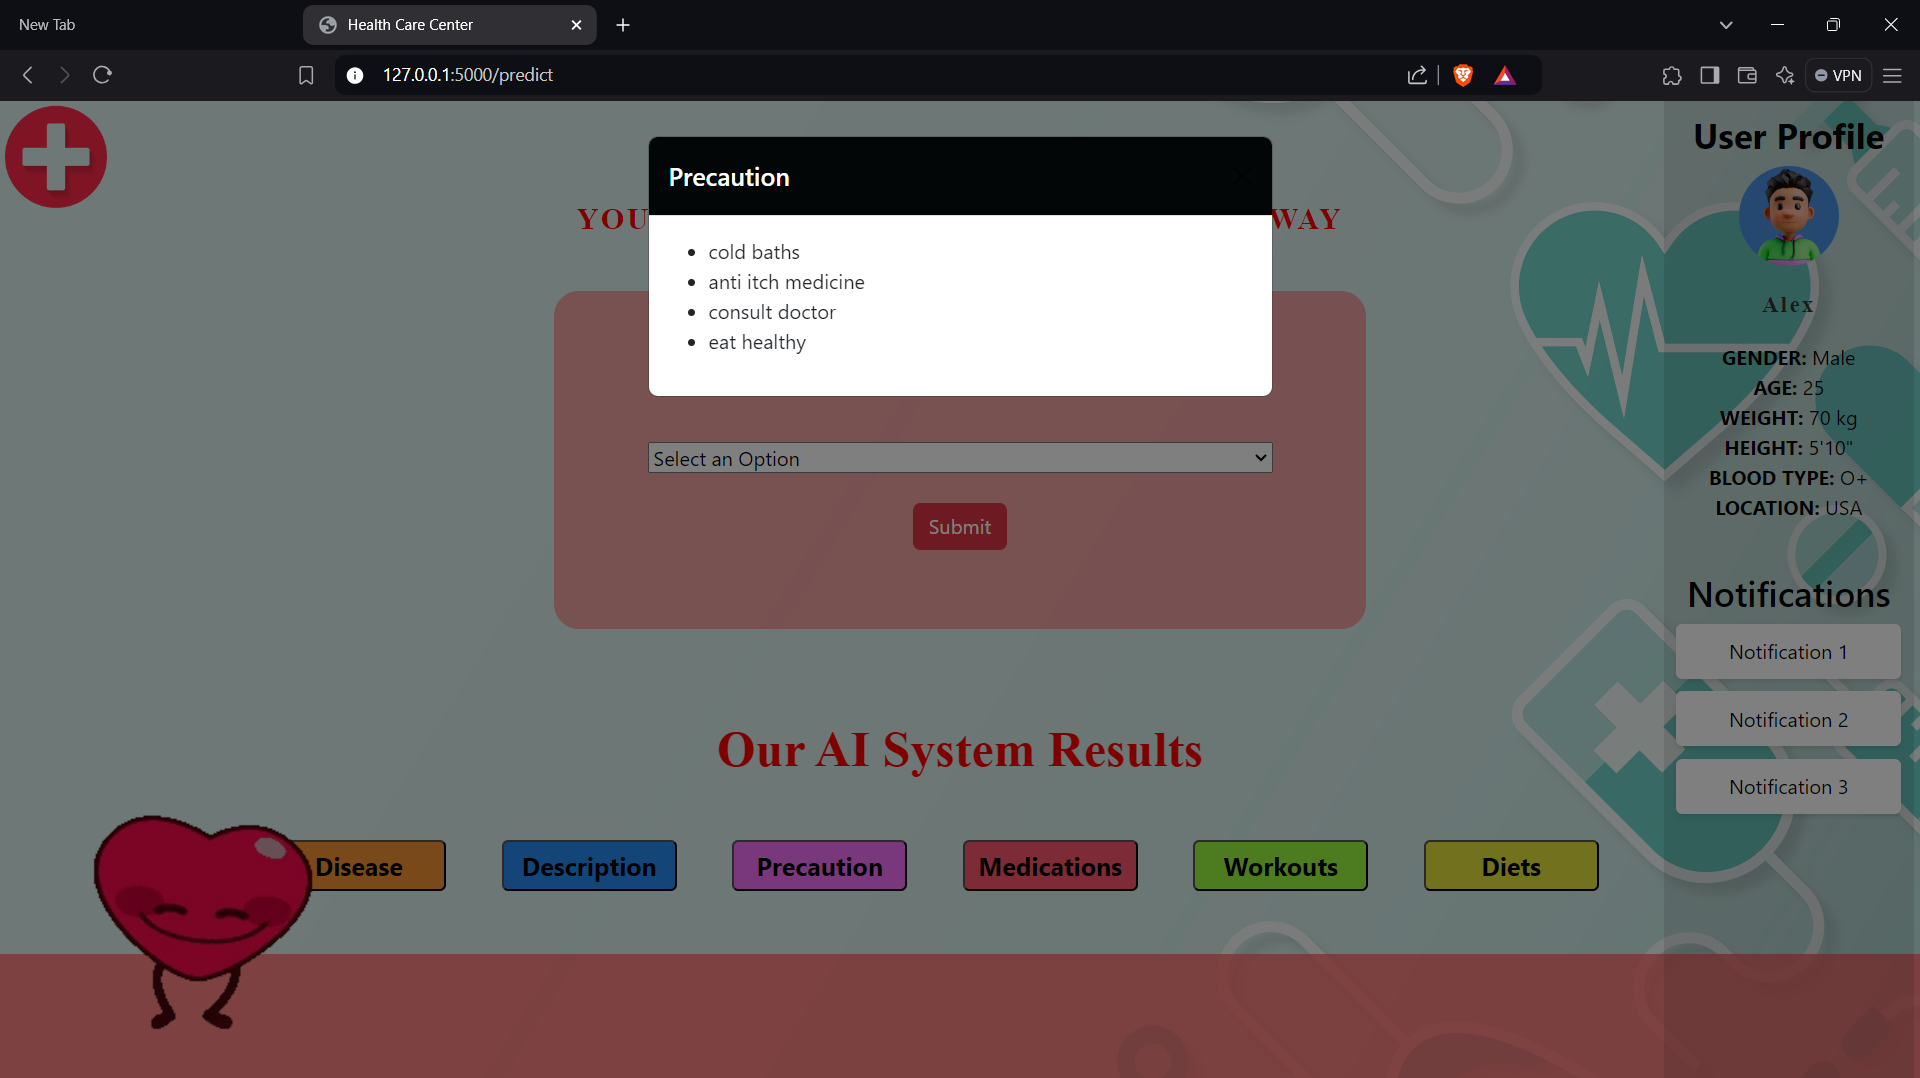 New Tab
Health Care Center
127.0.0.1:5000/predict
VPN
Precaution
YOU
WAY
cold baths
anti itch medicine
consult doctor
eat healthy
Select an Option
Submit
Our AI System Results
Disease
Description
Precaution
Medications
Workouts
Diets
User Profile
Alex
GENDER: Male
AGE: 25
WEIGHT: 70 kg
HEIGHT: 5'10"
BLOOD TYPE: O+
LOCATION: USA
Notifications
Notification 1
Notification 2
Notification 3